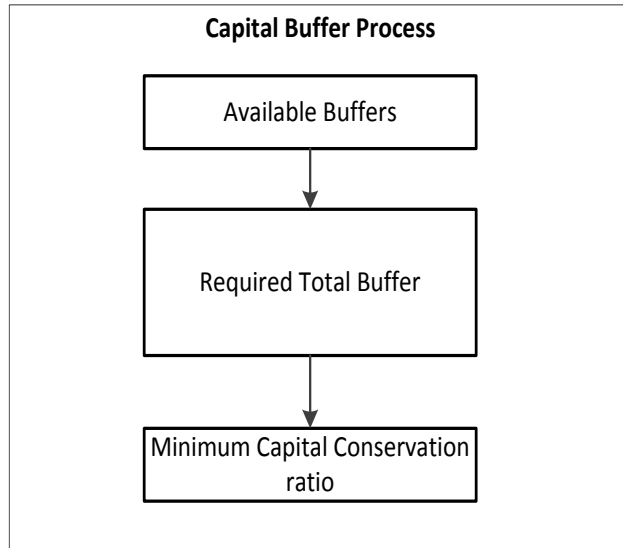 Capital Buffer Process
Available Buffers
Required Total Buffer
Minimum Capital Conservation
ratio